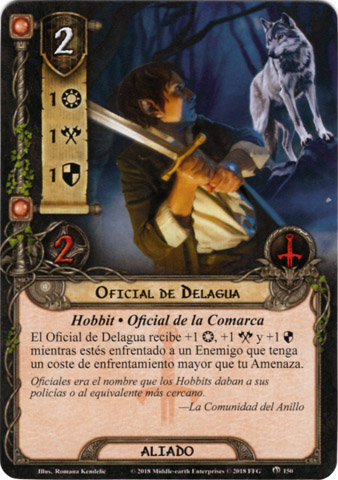 2
1
1
1
2
Oficial de Delagua
Hobbit • Oficial de la Comarca
El Oficial de Delagua recibe +1 , +1 y +1
mientras estés enfrentado a un Enemigo que tenga
un coste de enfrentamiento mayor que tu Amenaza.
Oficiales era el nombre que los Hobbits daban a sus
policías o al equivalente más cercano.
—La Comunidad del Anillo
Aliado
Illus. Romana Kendelic © 2018 Middle-earth Enterprises © 2018 FFG 150